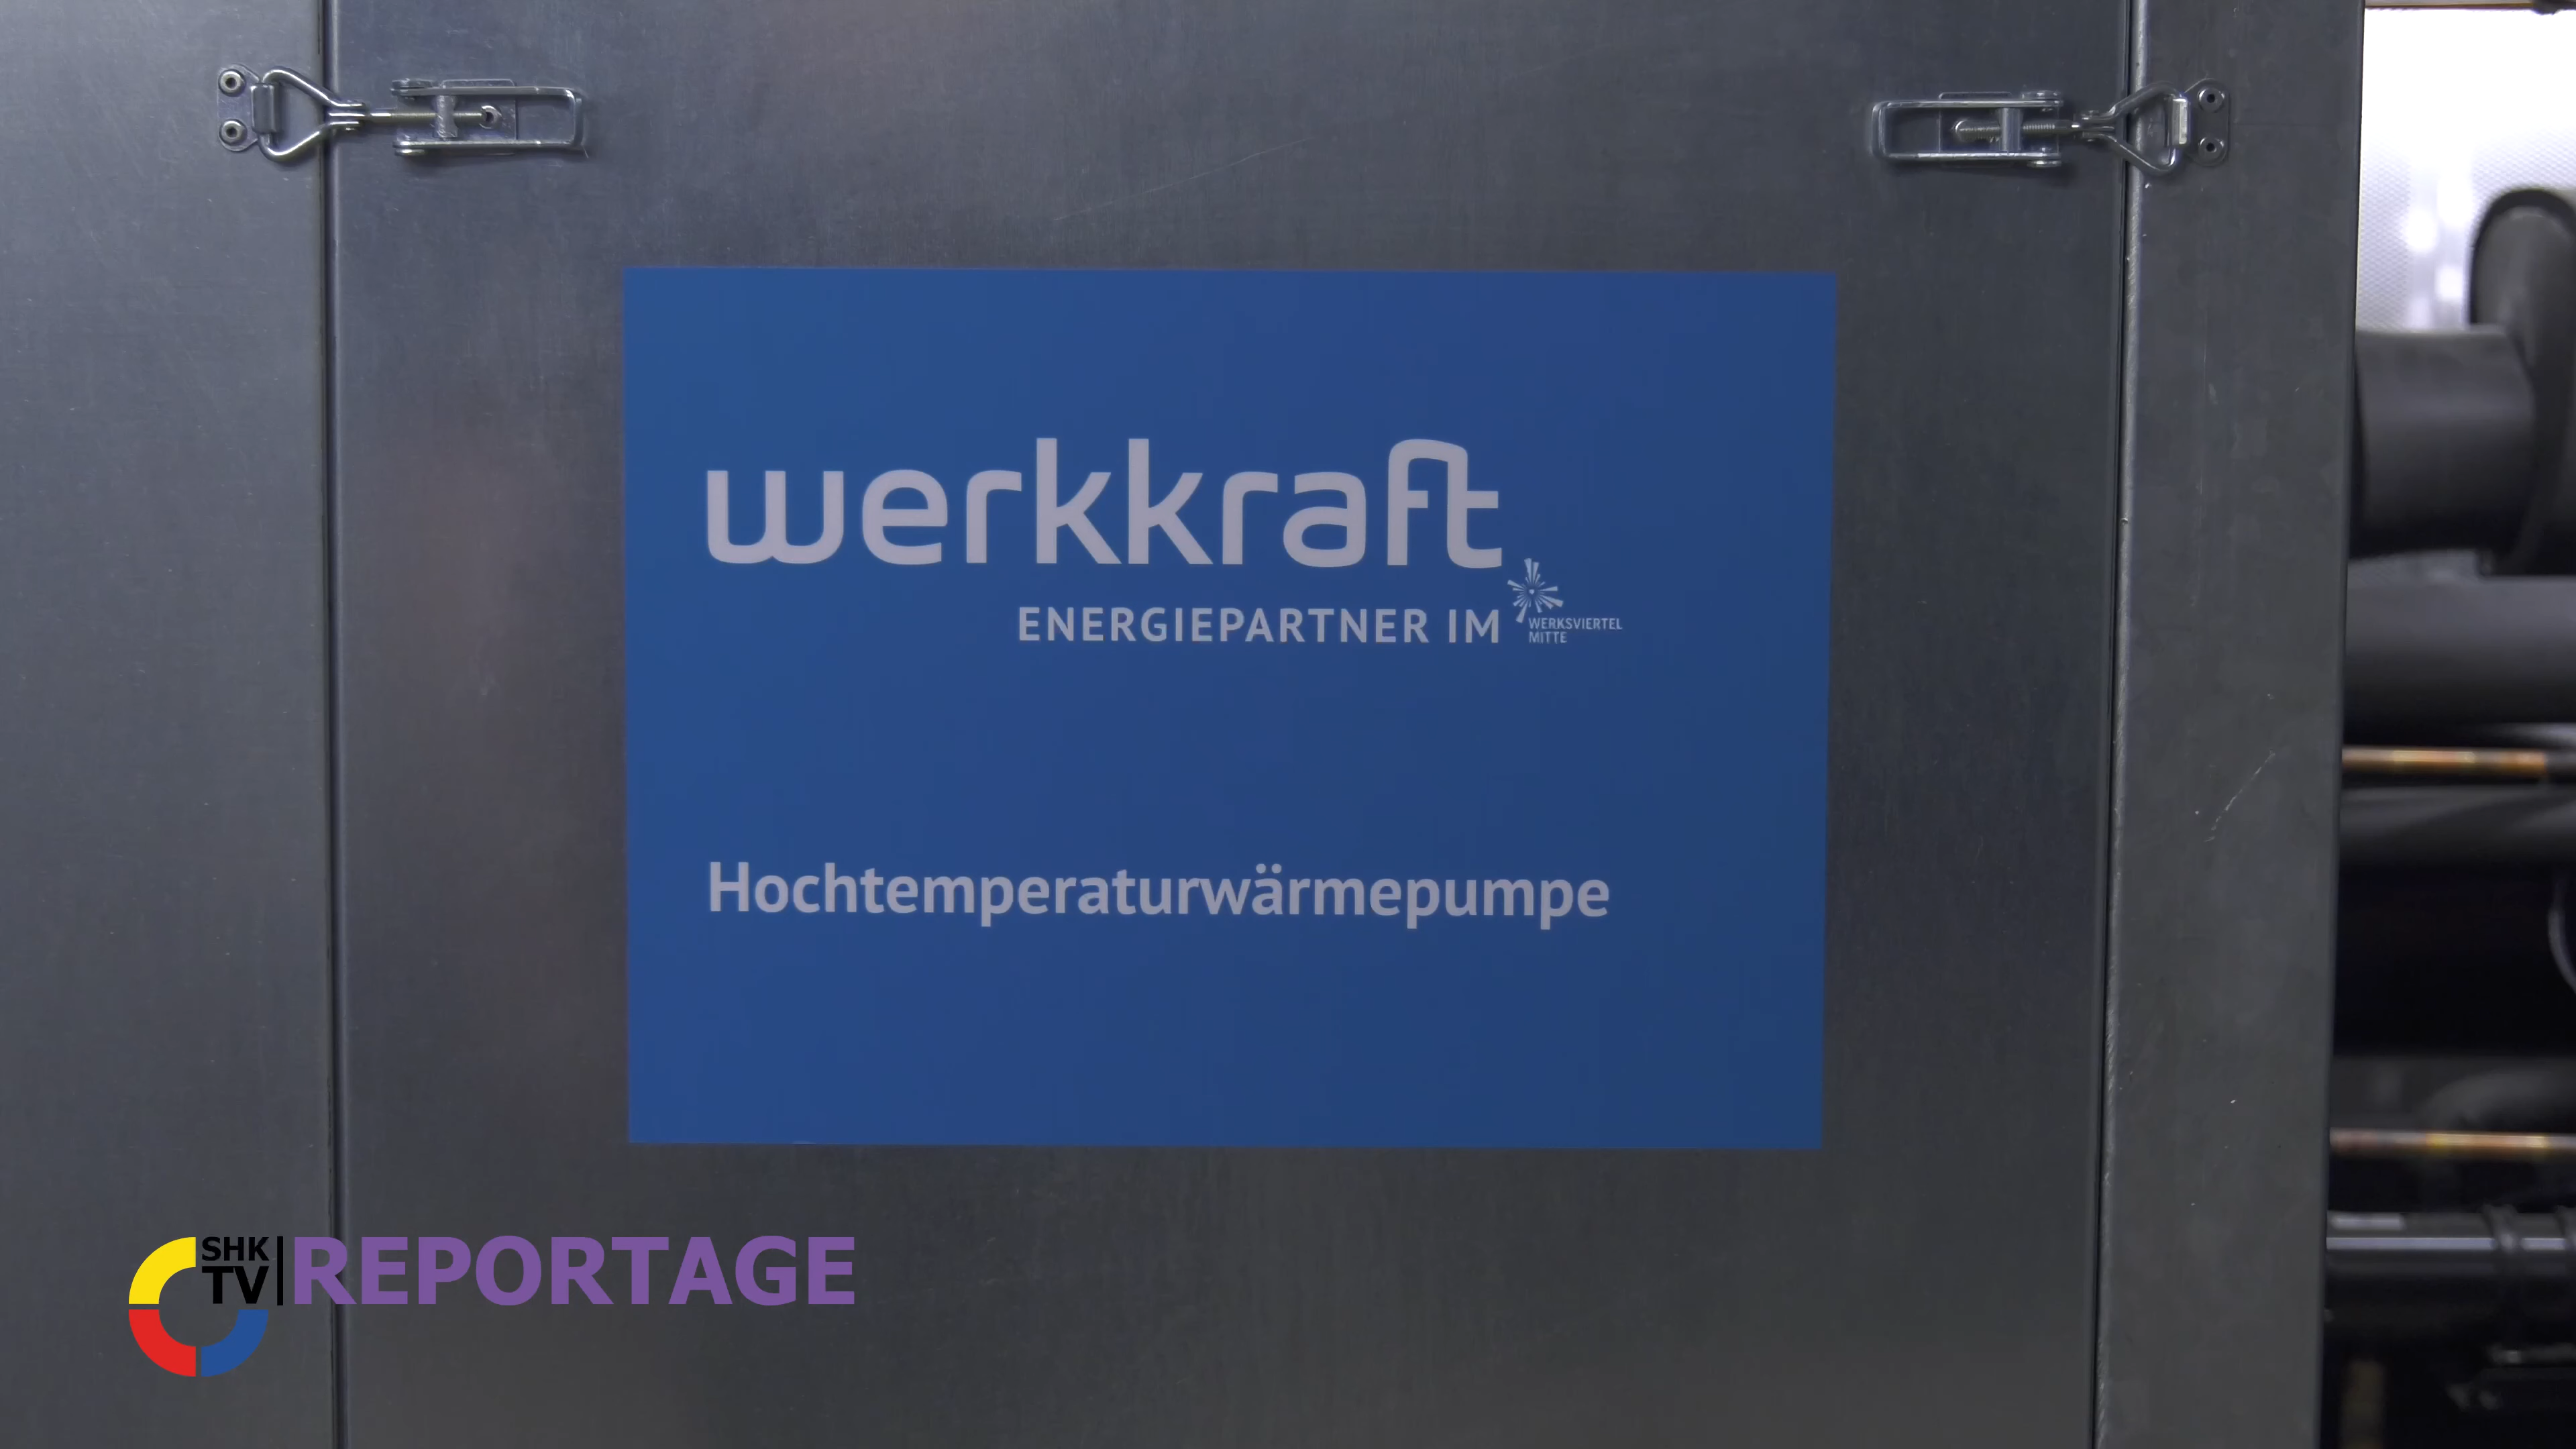 werkkraft
ENERGIEPARTNER IM
WERKSVIERTEL
MITTE
Hochtemperaturwärmepumpe
SHK
TV
REPORTAGE